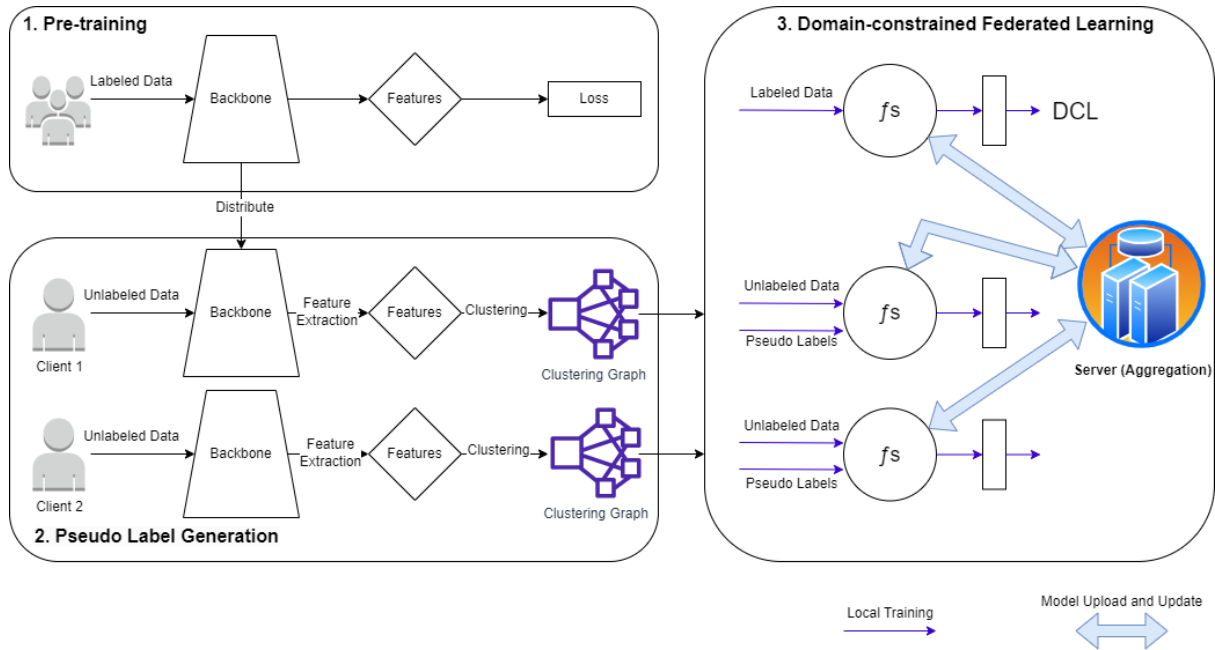 1. Pre-training
Labeled Data
Backbone
Features
Loss
Distribute
Unlabeled Data
Backbone
Feature
Extraction
Features
Clustering
Client 1
Clustering Graph
Unlabeled Data
Backbone
Feature
Extraction
Features
Clustering
Client 2
Clustering Graph
2. Pseudo Label Generation
3. Domain-constrained Federated Learning
Labeled Data
ƒs
DCL
Unlabeled Data
ƒs
Pseudo Labels
Server (Aggregation)
Unlabeled Data
ƒs
Pseudo Labels
Local Training
Model Upload and Update